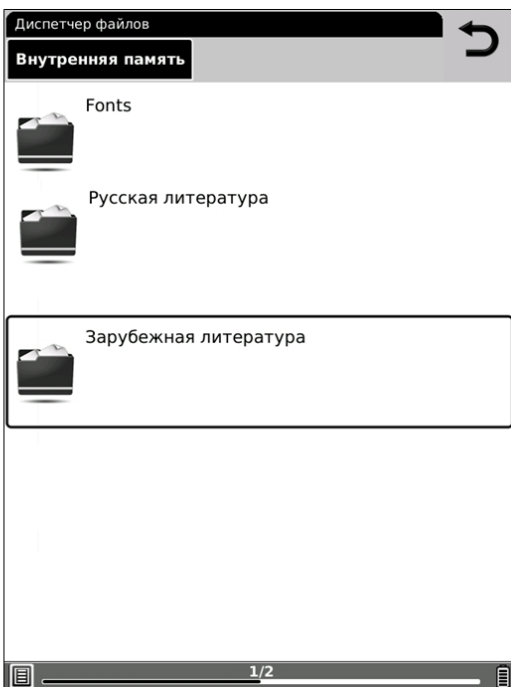 Диспетчер файлов
Внутренняя память
Fonts
Русская литература
Зарубежная литература
1/2